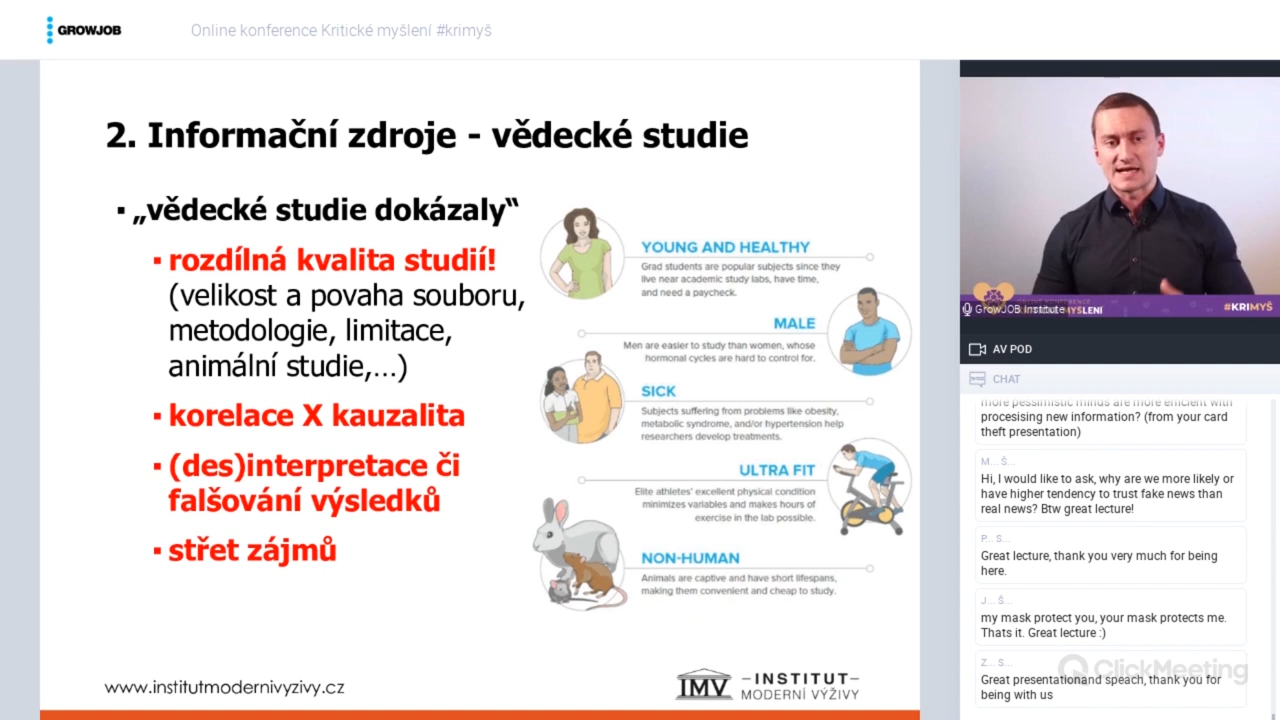 GROWJOB
Online konference Kritické myšlení #krimyš
2. Informační zdroje - vědecké studie
▪ „vědecké studie dokázaly“
▪ rozdílná kvalita studií!
(velikost a povaha souboru,
metodologie, limitace,
animální studie,...)
▪ korelace X kauzalita
▪ (des)interpretace či
falšování výsledků
▪ střet zájmů
YOUNG AND HEALTHY
Grad students are popular subjects since they
live near academic study labs, have time,
and need a paycheck.
MALE
Men are easier to study than women, whose
hormonal cycles are hard to control for.
SICK
Subjects suffering from problems like obesity,
metabolic syndrome, and/or hypertension help
researchers develop treatments.
ULTRA FIT
Elite athletes' excellent physical condition
minimizes variables and makes hours of
exercise in the lab possible.
NON-HUMAN
Animals are captive and have short lifespans,
making them convenient and cheap to study.
www.institutmodernivyzivy.cz
IMV
–INSTITUT–
MODERNÍ VÝŽIVY
#KRIMYŠ
GrowJOB Institute
AV POD
CHAT
more pessimistic minds are more efficient with
procesising new information? (from your card
theft presentation)
M... Š...
Hi, I would like to ask, why are we more likely or
have higher tendency to trust fake news than
real news? Btw great lecture!
P... S...
Great lecture, thank you very much for being
here.
J... Š...
my mask protect you, your mask protects me.
Thats it. Great lecture :)
Z... S...
Great presentationand speach, thank you for
being with us
ClickMeeting